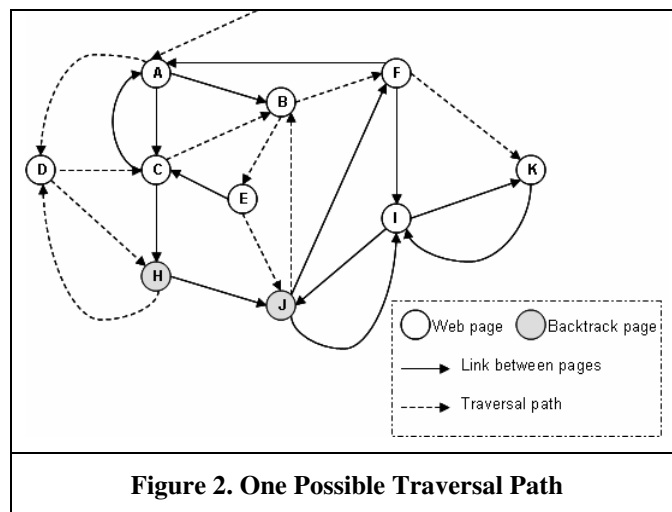 A
F
B
D
C
K
E
I
H
J
Web page
Backtrack page
Link between pages
Traversal path
Figure 2. One Possible Traversal Path